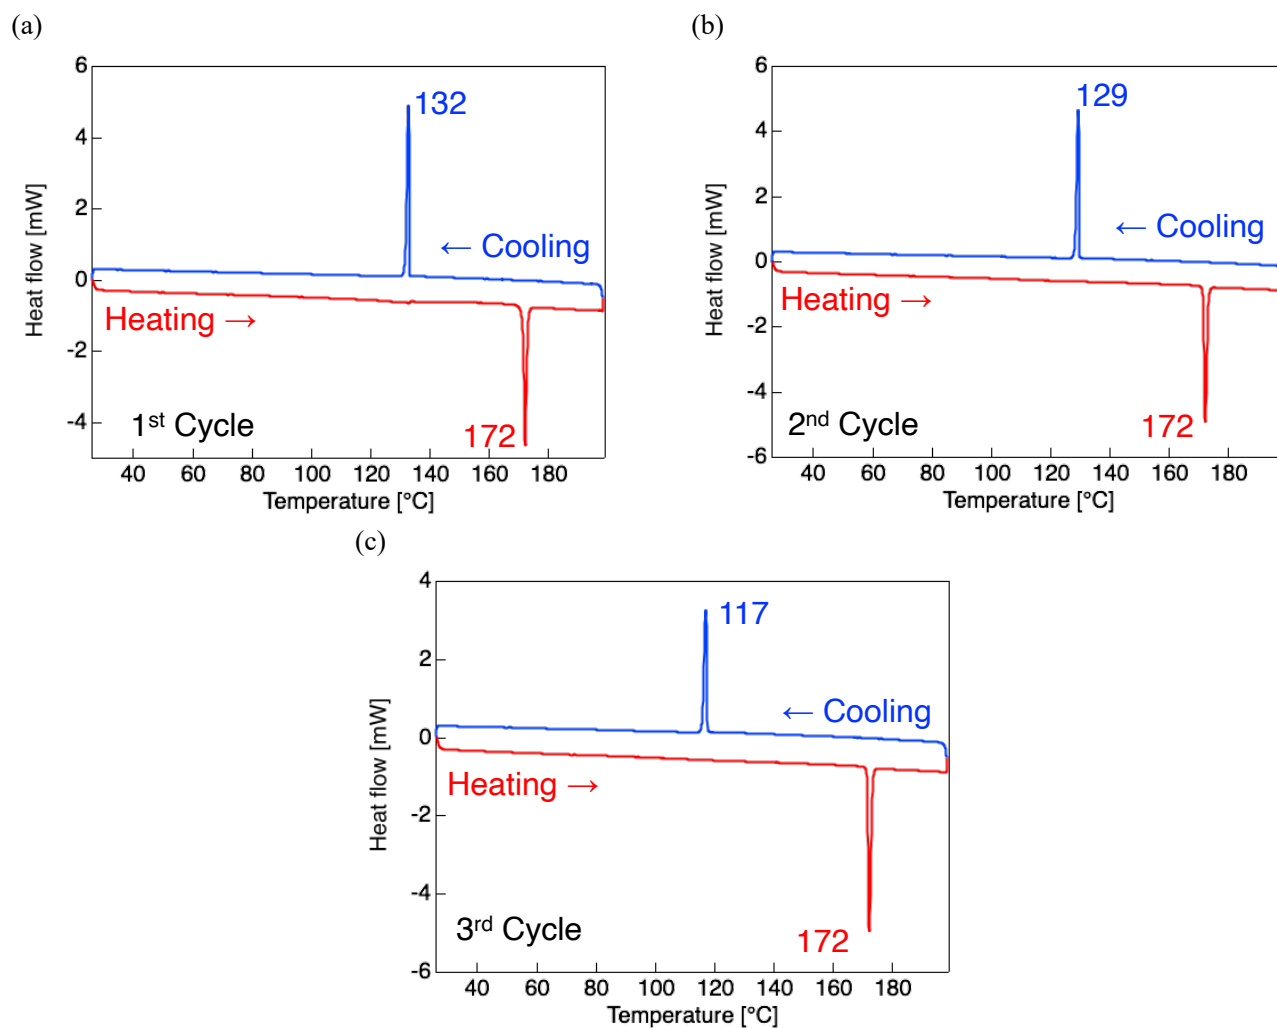 (a)
6
4
2
0
-2
-4
Heat flow [mW]
132
← Cooling
Heating →
1st Cycle
172
40 60 80 100 120 140 160 180
Temperature [°C]
(b)
6
4
2
0
-2
-4
-6
Heat flow [mW]
129
← Cooling
Heating →
2nd Cycle
172
40 60 80 100 120 140 160 180
Temperature [°C]
(c)
4
2
0
-2
-4
-6
Heat flow [mW]
117
← Cooling
Heating →
3rd Cycle
172
40 60 80 100 120 140 160 180
Temperature [°C]